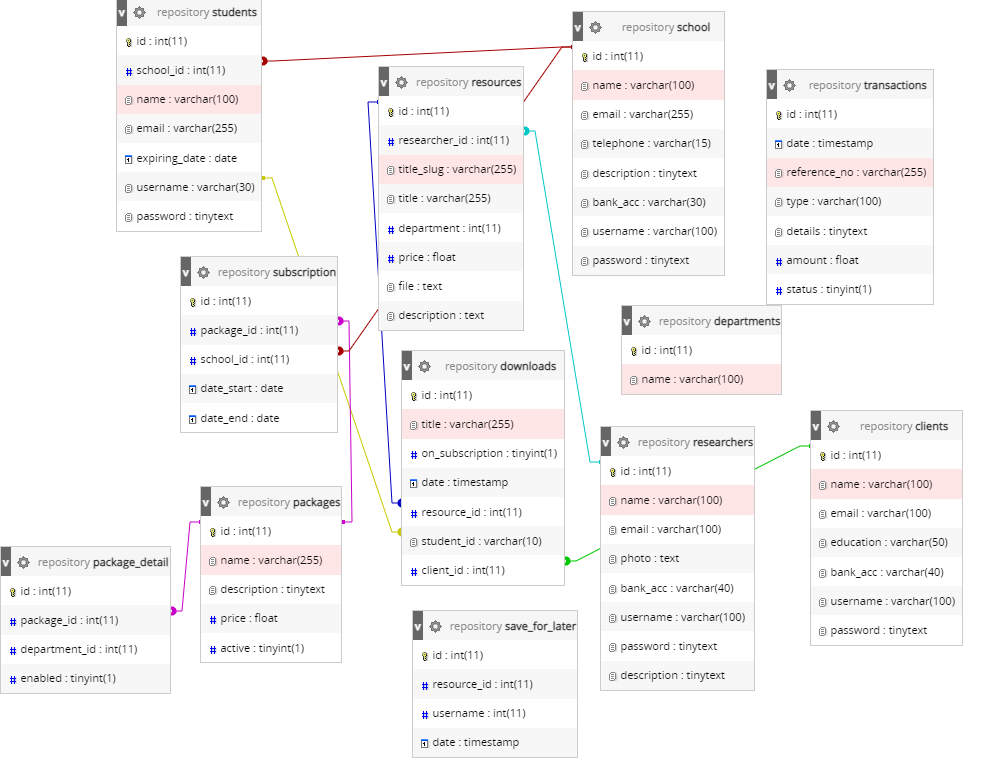 v repository students
id : int(11)
school_id : int(11)
name : varchar(100)
email : varchar(255)
expiring_date : date
username : varchar(30)
password : tinytext
v repository school
id : int(11)
name : varchar(100)
email : varchar(255)
telephone : varchar(15)
description : tinytext
bank_acc : varchar(30)
username : varchar(100)
password : tinytext
v repository resources
id : int(11)
researcher_id : int(11)
title_slug : varchar(255)
title : varchar(255)
department : int(11)
price : float
file : text
description : text
v repository transactions
id : int(11)
date : timestamp
reference_no : varchar(255)
type : varchar(100)
details : tinytext
amount : float
status : tinyint(1)
v repository subscription
id : int(11)
package_id : int(11)
school_id : int(11)
date_start : date
date_end : date
v repository departments
id : int(11)
name : varchar(100)
v repository downloads
id : int(11)
title : varchar(255)
on_subscription : tinyint(1)
date : timestamp
resource_id : int(11)
student_id : varchar(10)
client_id : int(11)
v repository clients
id : int(11)
name : varchar(100)
email : varchar(100)
education : varchar(50)
bank_acc : varchar(40)
username : varchar(100)
password : tinytext
v repository researchers
id : int(11)
name : varchar(100)
email : varchar(100)
photo : text
bank_acc : varchar(40)
username : varchar(100)
password : tinytext
description : tinytext
v repository packages
id : int(11)
name : varchar(255)
description : tinytext
price : float
active : tinyint(1)
v repository package_detail
id : int(11)
package_id : int(11)
department_id : int(11)
enabled : tinyint(1)
v repository save_for_later
id : int(11)
resource_id : int(11)
username : int(11)
date : timestamp